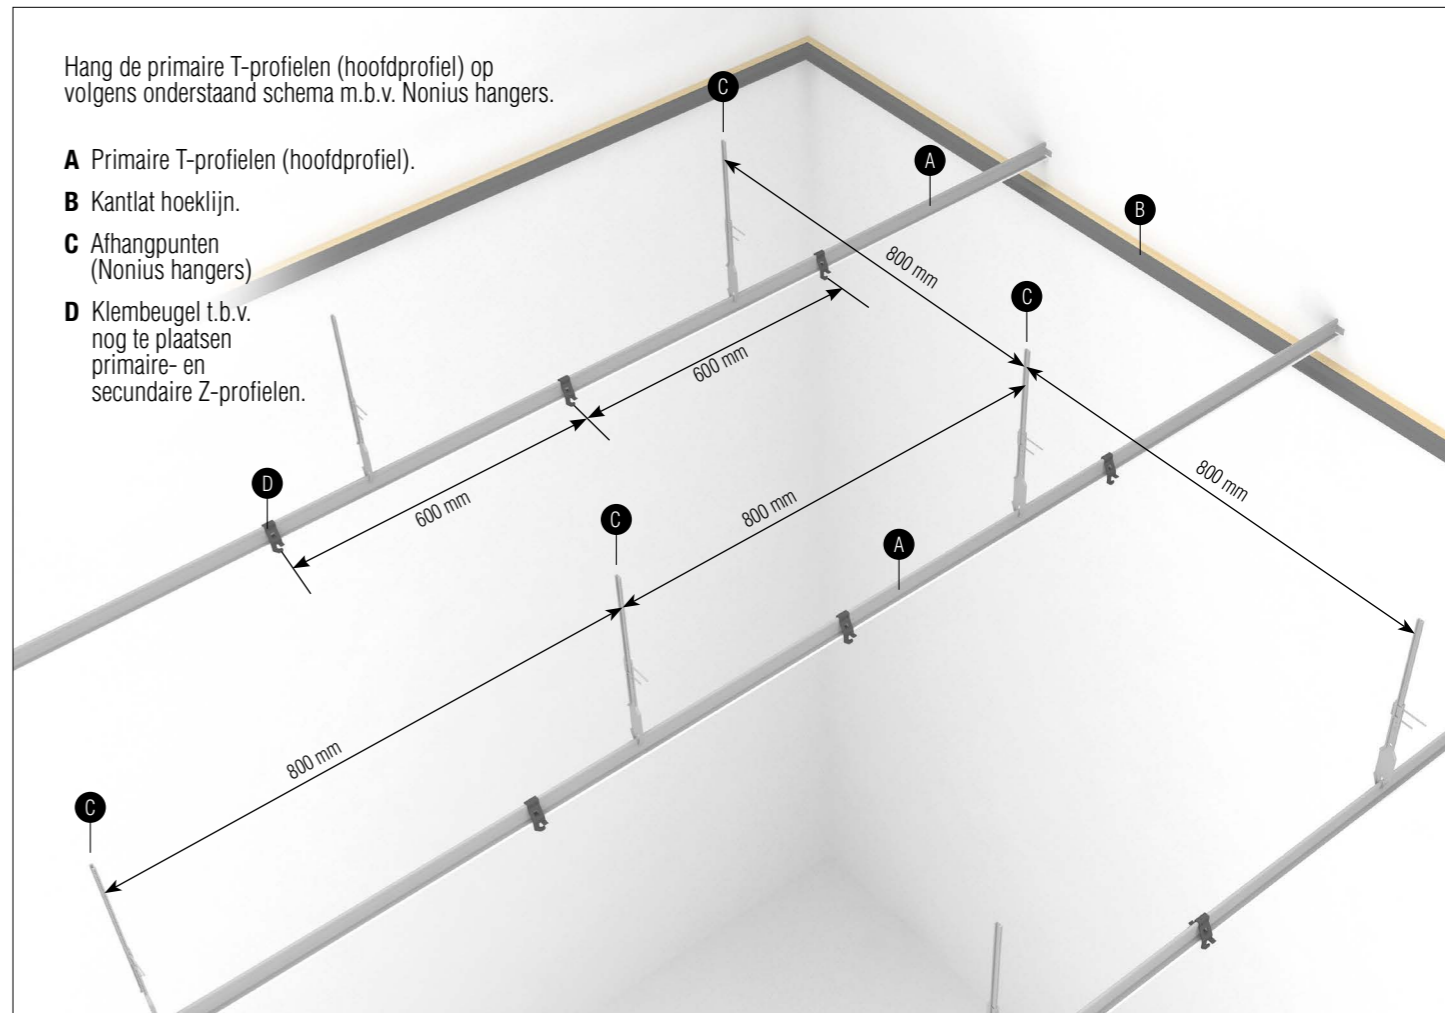 Hang de primaire T-profielen (hoofdprofiel) op
volgens onderstaand schema m.b.v. Nonius hangers.
A Primaire T-profielen (hoofdprofiel).
B Kantlat hoeklijn.
C Afhangpunten
(Nonius hangers)
D Klembeugel t.b.v.
nog te plaatsen
primaire- en
secundaire Z-profielen.
C
A
B
800 mm
C
600 mm
800 mm
D
600 mm
800 mm
C
A
800 mm
C